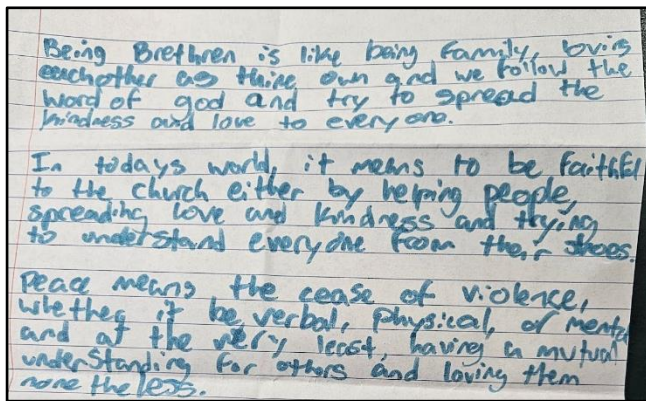 Being Brethren is like being family, loving
eachother as thine own and we follow the
word of god and try to spread the
kindness and love to everyone.
In todays world, it means to be faithful
to the church either by helping people,
spreading love and kindness and trying
to understand everyone from their shoes.
Peace means the cease of violence,
whether it be verbal, physical, or mental
and at the very least, having a mutual
understanding for others and loving them
none the less.